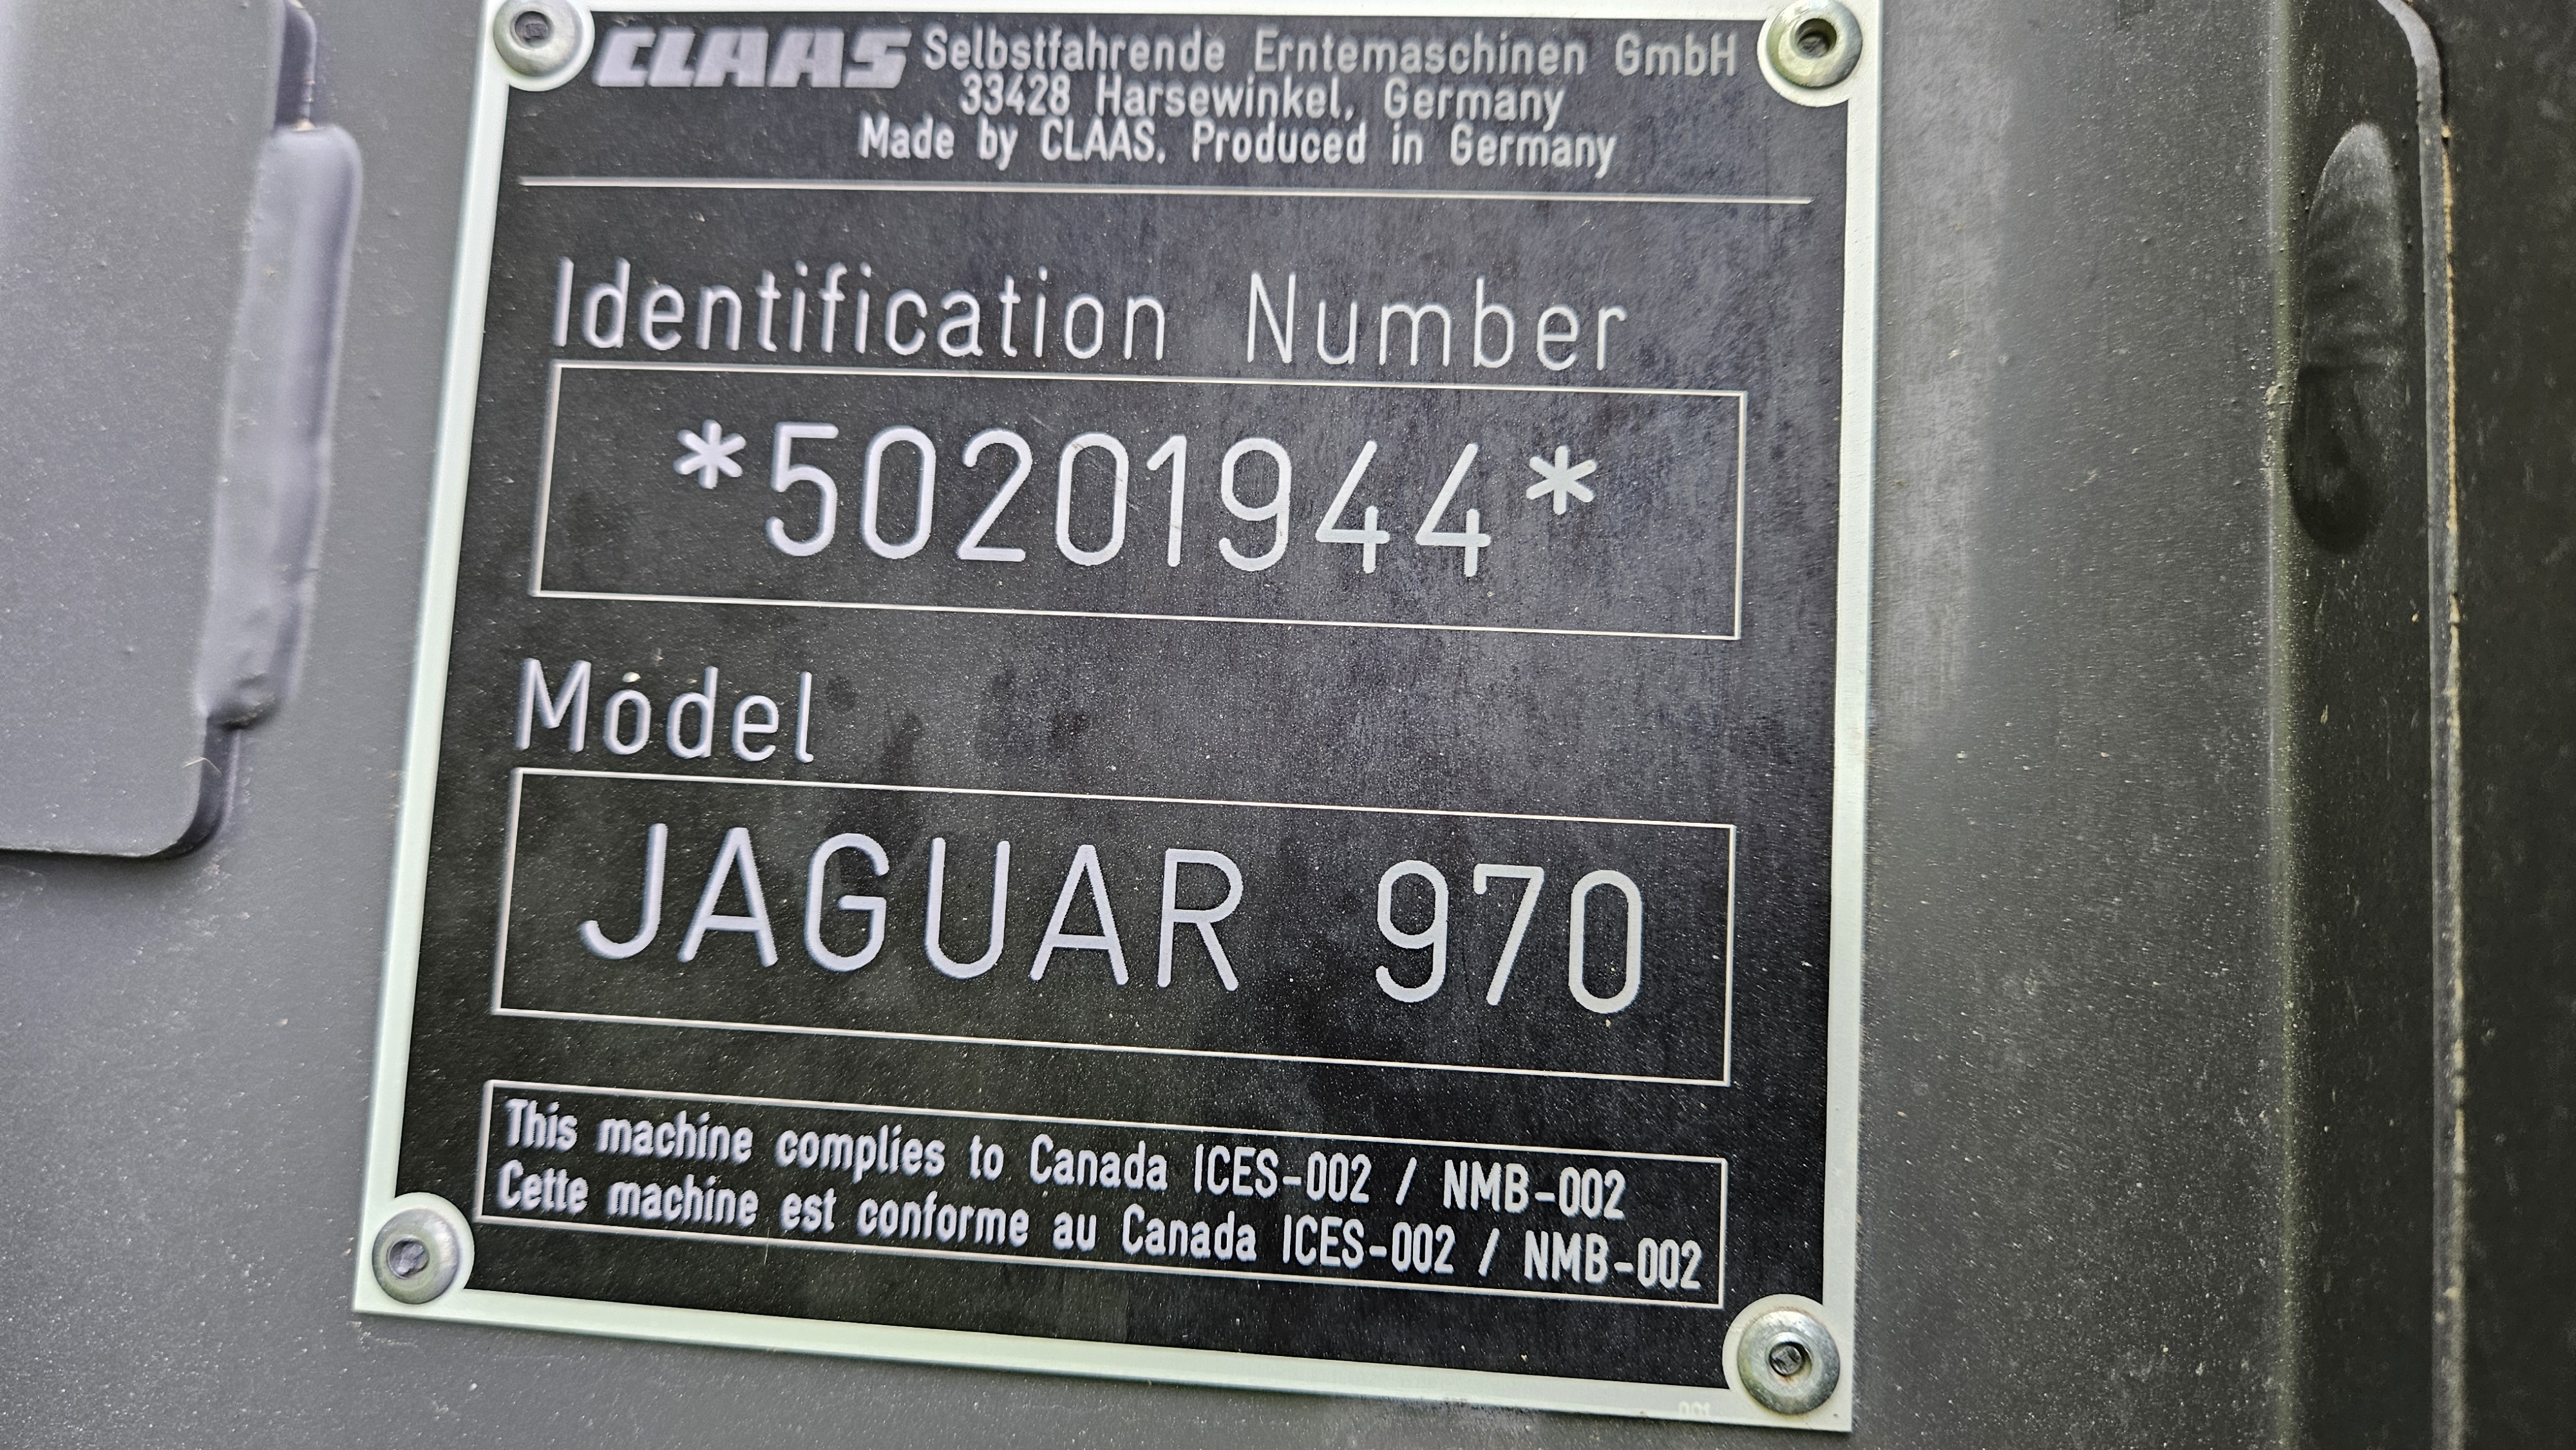 CLAAS Selbstfahrende Erntemaschinen GmbH
33428 Harsewinkel, Germany
Made by CLAAS. Produced in Germany
Identification Number
*50201944*
Model
JAGUAR 970
This machine complies to Canada ICES-002 / NMB-002
Cette machine est conforme au Canada ICES-002 / NMB-002
001